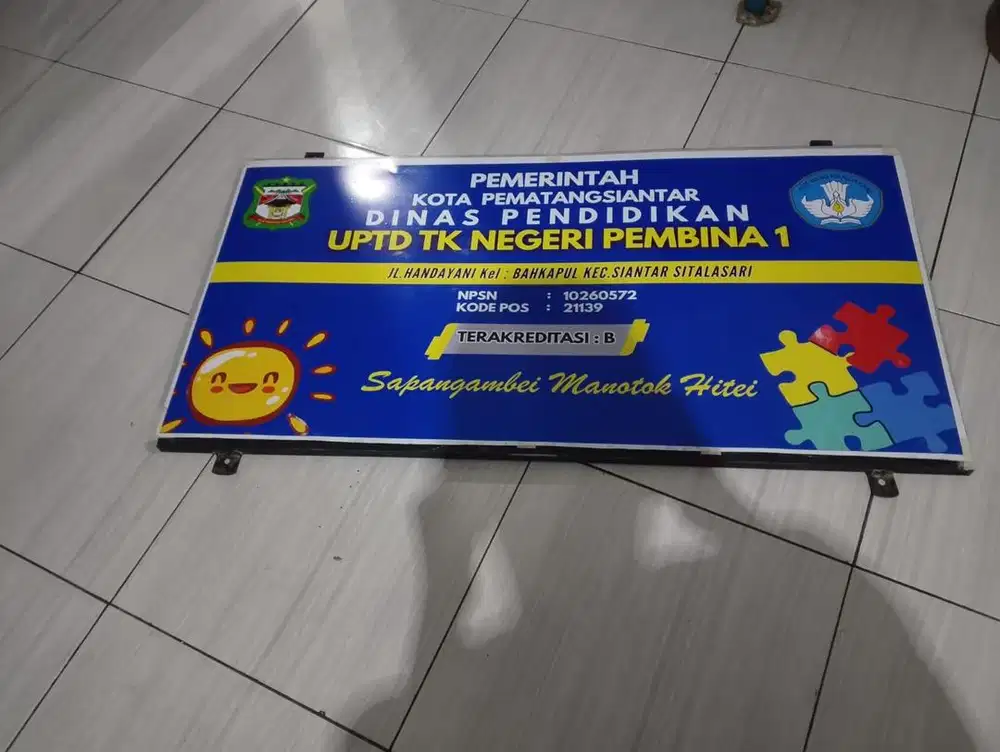 PEMERINTAH
KOTA PEMATANGSIANTAR
DINAS PENDIDIKAN
UPTD TK NEGERI PEMBINA 1
JL.HANDAYANI Kel : BAHKAPUL KEC.SIANTAR SITALASARI
NPSN : 10260572
KODE POS : 21139
TERAKREDITASI : B
Sapangambei Manotok Hitei